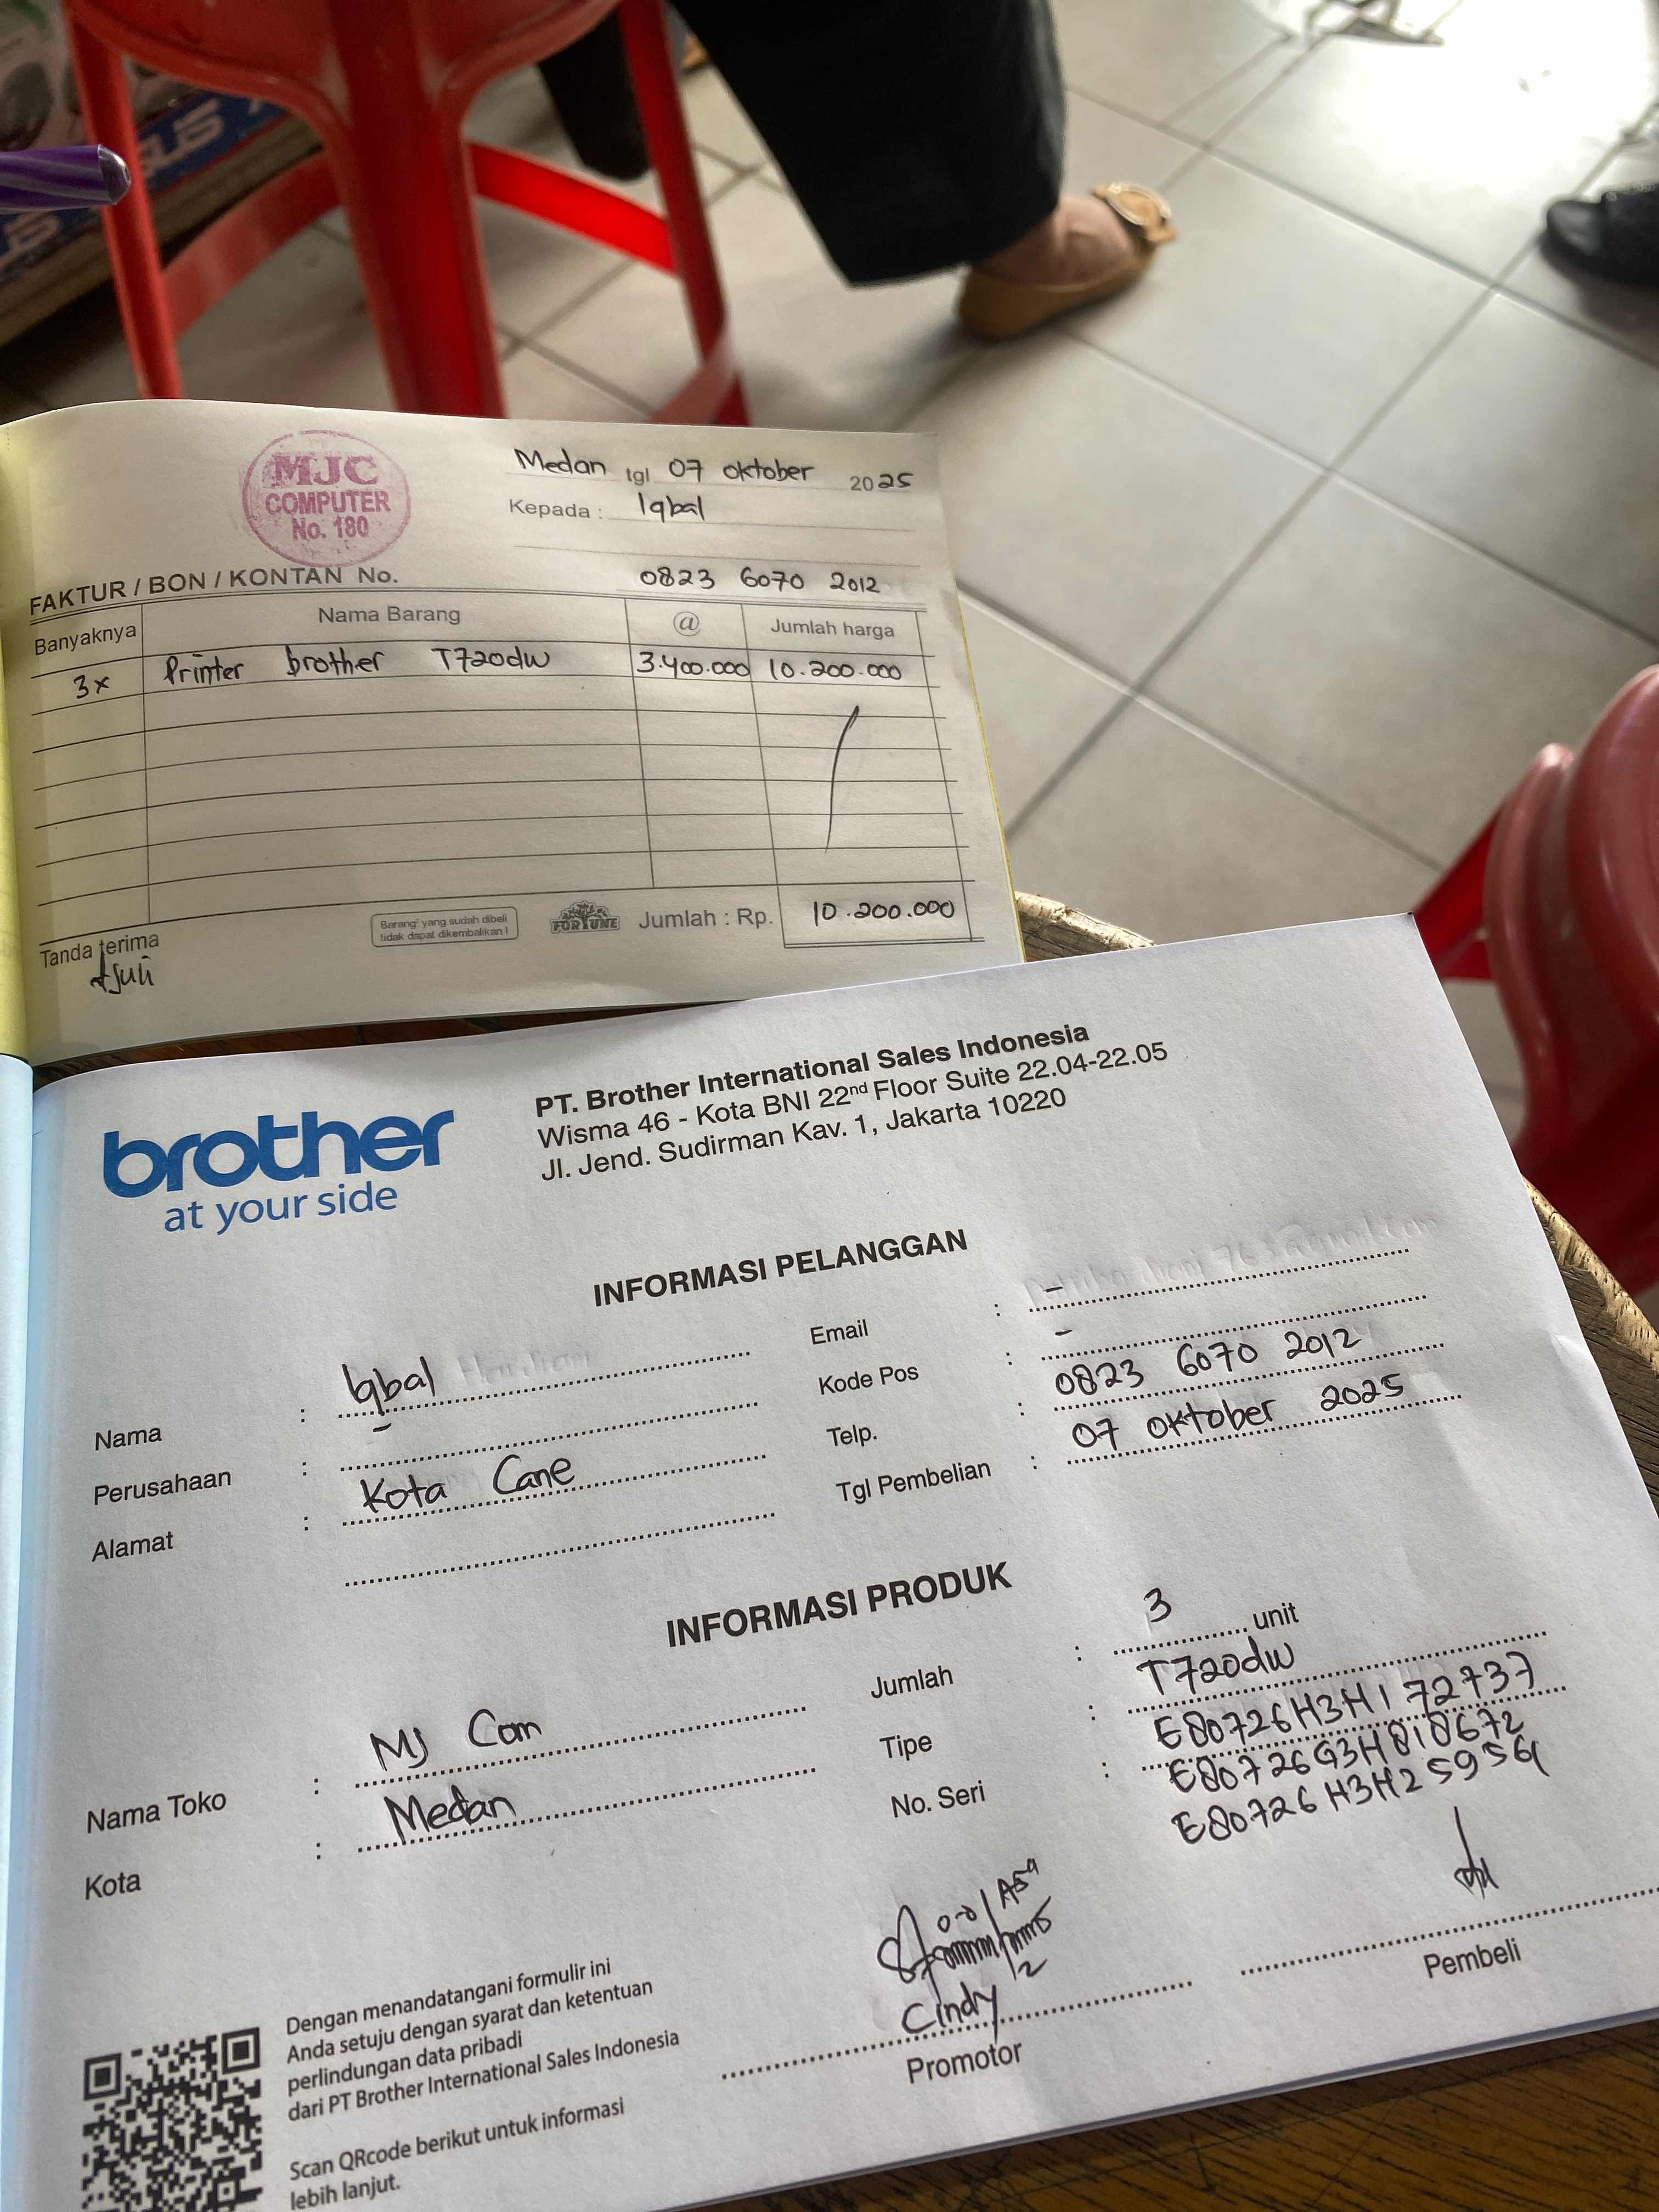 MJC
COMPUTER
No. 180
Medan tgl 07 oktober 2025
Kepada : Iqbal
FAKTUR / BON / KONTAN No. 0823 6070 2012
Banyaknya Nama Barang @ Jumlah harga
3x Printer brother T720dw 3.400.000 10.200.000
Barang² yang sudah dibeli
tidak dapat dikembalikan !
FORTUNE
Jumlah : Rp. 10.200.000
Tanda terima
brother
at your side
PT. Brother International Sales Indonesia
Wisma 46 - Kota BNI 22nd Floor Suite 22.04-22.05
Jl. Jend. Sudirman Kav. 1, Jakarta 10220
INFORMASI PELANGGAN
Nama : Iqbal
Perusahaan : -
Alamat : Kota Cane
Email : -
Kode Pos : -
Telp. : 0823 6070 2012
Tgl Pembelian : 07 oktober 2025
INFORMASI PRODUK
Nama Toko : MJ Com
Kota : Medan
Jumlah : 3 unit
Tipe : T720dw
No. Seri : E80726H3H172737
E80726G3H818672
E80726H3H259564
Dengan menandatangani formulir ini
Anda setuju dengan syarat dan ketentuan
perlindungan data pribadi
dari PT Brother International Sales Indonesia
Scan QRcode berikut untuk informasi
lebih lanjut.
Cindy
Promotor
Pembeli